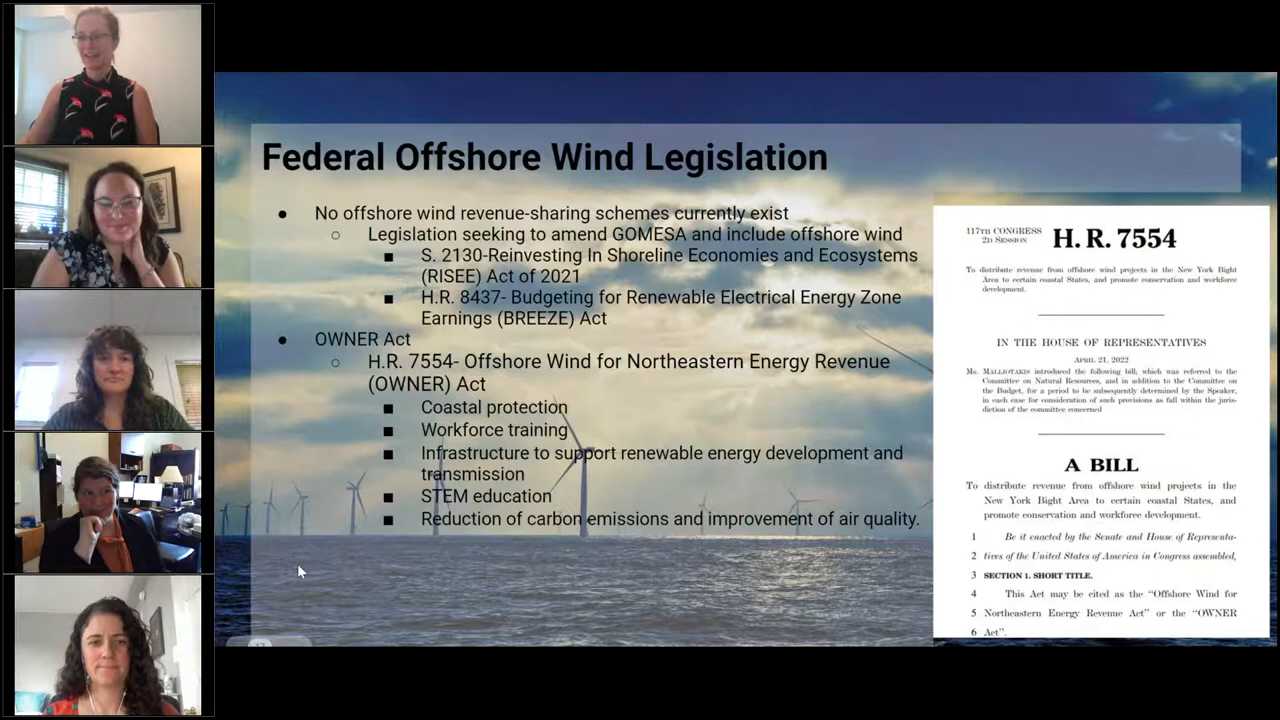 Federal Offshore Wind Legislation
● No offshore wind revenue-sharing schemes currently exist
○ Legislation seeking to amend GOMESA and include offshore wind
■ S. 2130-Reinvesting In Shoreline Economies and Ecosystems
(RISEE) Act of 2021
■ H.R. 8437- Budgeting for Renewable Electrical Energy Zone
Earnings (BREEZE) Act
● OWNER Act
○ H.R. 7554- Offshore Wind for Northeastern Energy Revenue
(OWNER) Act
■ Coastal protection
■ Workforce training
■ Infrastructure to support renewable energy development and
transmission
■ STEM education
■ Reduction of carbon emissions and improvement of air quality.
117TH CONGRESS
2D SESSION
H. R. 7554
To distribute revenue from offshore wind projects in the New York Bight
Area to certain coastal States, and promote conservation and workforce
development.
IN THE HOUSE OF REPRESENTATIVES
APRIL 21, 2022
Ms. MALLIOTAKIS introduced the following bill; which was referred to the
Committee on Natural Resources, and in addition to the Committee on
the Budget, for a period to be subsequently determined by the Speaker,
in each case for consideration of such provisions as fall within the juris-
diction of the committee concerned
A BILL
To distribute revenue from offshore wind projects in the
New York Bight Area to certain coastal States, and
promote conservation and workforce development.
1 Be it enacted by the Senate and House of Representa-
2 tives of the United States of America in Congress assembled,
3 SECTION 1. SHORT TITLE.
4 This Act may be cited as the “Offshore Wind for
5 Northeastern Energy Revenue Act” or the “OWNER
6 Act”.